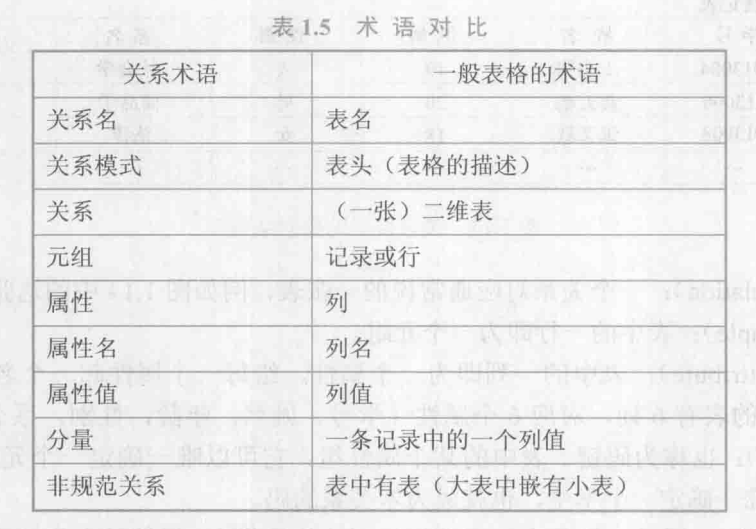 表 1.5 术 语 对 比
关系术语 一般表格的术语
关系名 表名
关系模式 表头（表格的描述）
关系 （一张）二维表
元组 记录或行
属性 列
属性名 列名
属性值 列值
分量 一条记录中的一个列值
非规范关系 表中有表（大表中嵌有小表）